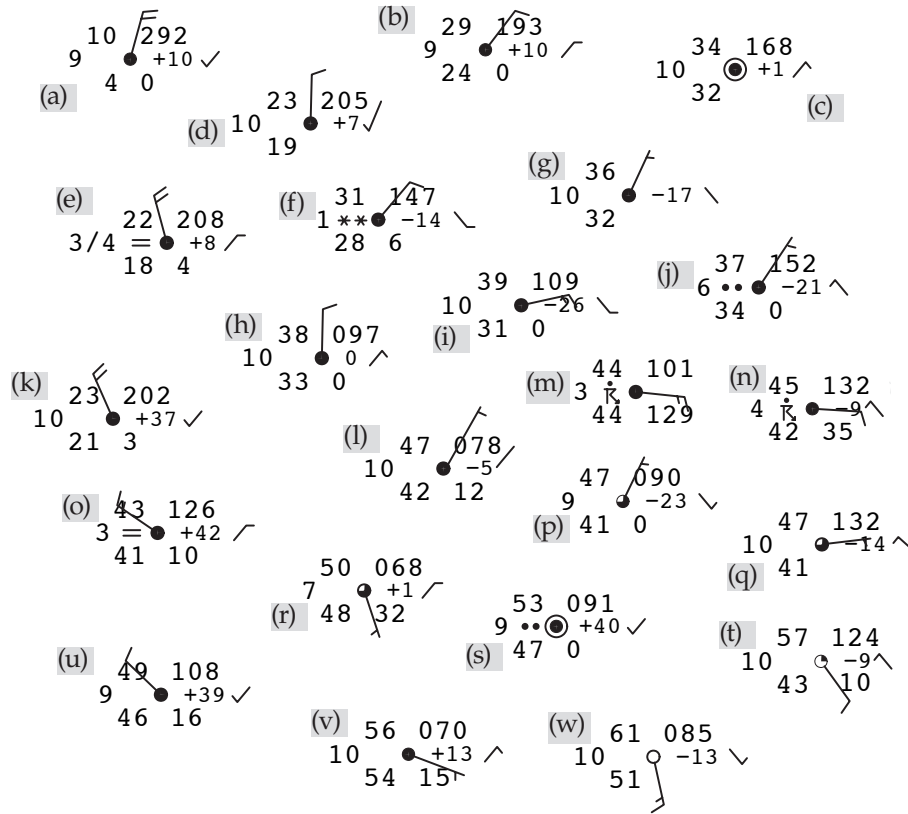 (a) 10 292
9 +10
4 0
(b) 29 193
9 +10
24 0
(c) 34 168
10 +1
32
(d) 23 205
10 +7
19
(e) 22 208
3/4 = +8
18 4
(f) 31 147
1 ** -14
28 6
(g) 36
10 -17
32
(h) 38 097
10 0
33 0
(i) 39 109
10 -26
31 0
(j) 37 152
6 •• -21
34 0
(k) 23 202
10 +37
21 3
(l) 47 078
10 -5
42 12
(m) 44 101
3
44 129
(n) 45 132
4 -9
42 35
(o) 43 126
3 = +42
41 10
(p) 47 090
9 -23
41 0
(q) 47 132
10 -14
41
(r) 50 068
7 +1
48 32
(s) 53 091
9 •• +40
47 0
(t) 57 124
10 -9
43 10
(u) 49 108
9 +39
46 16
(v) 56 070
10 +13
54 15
(w) 61 085
10 -13
51